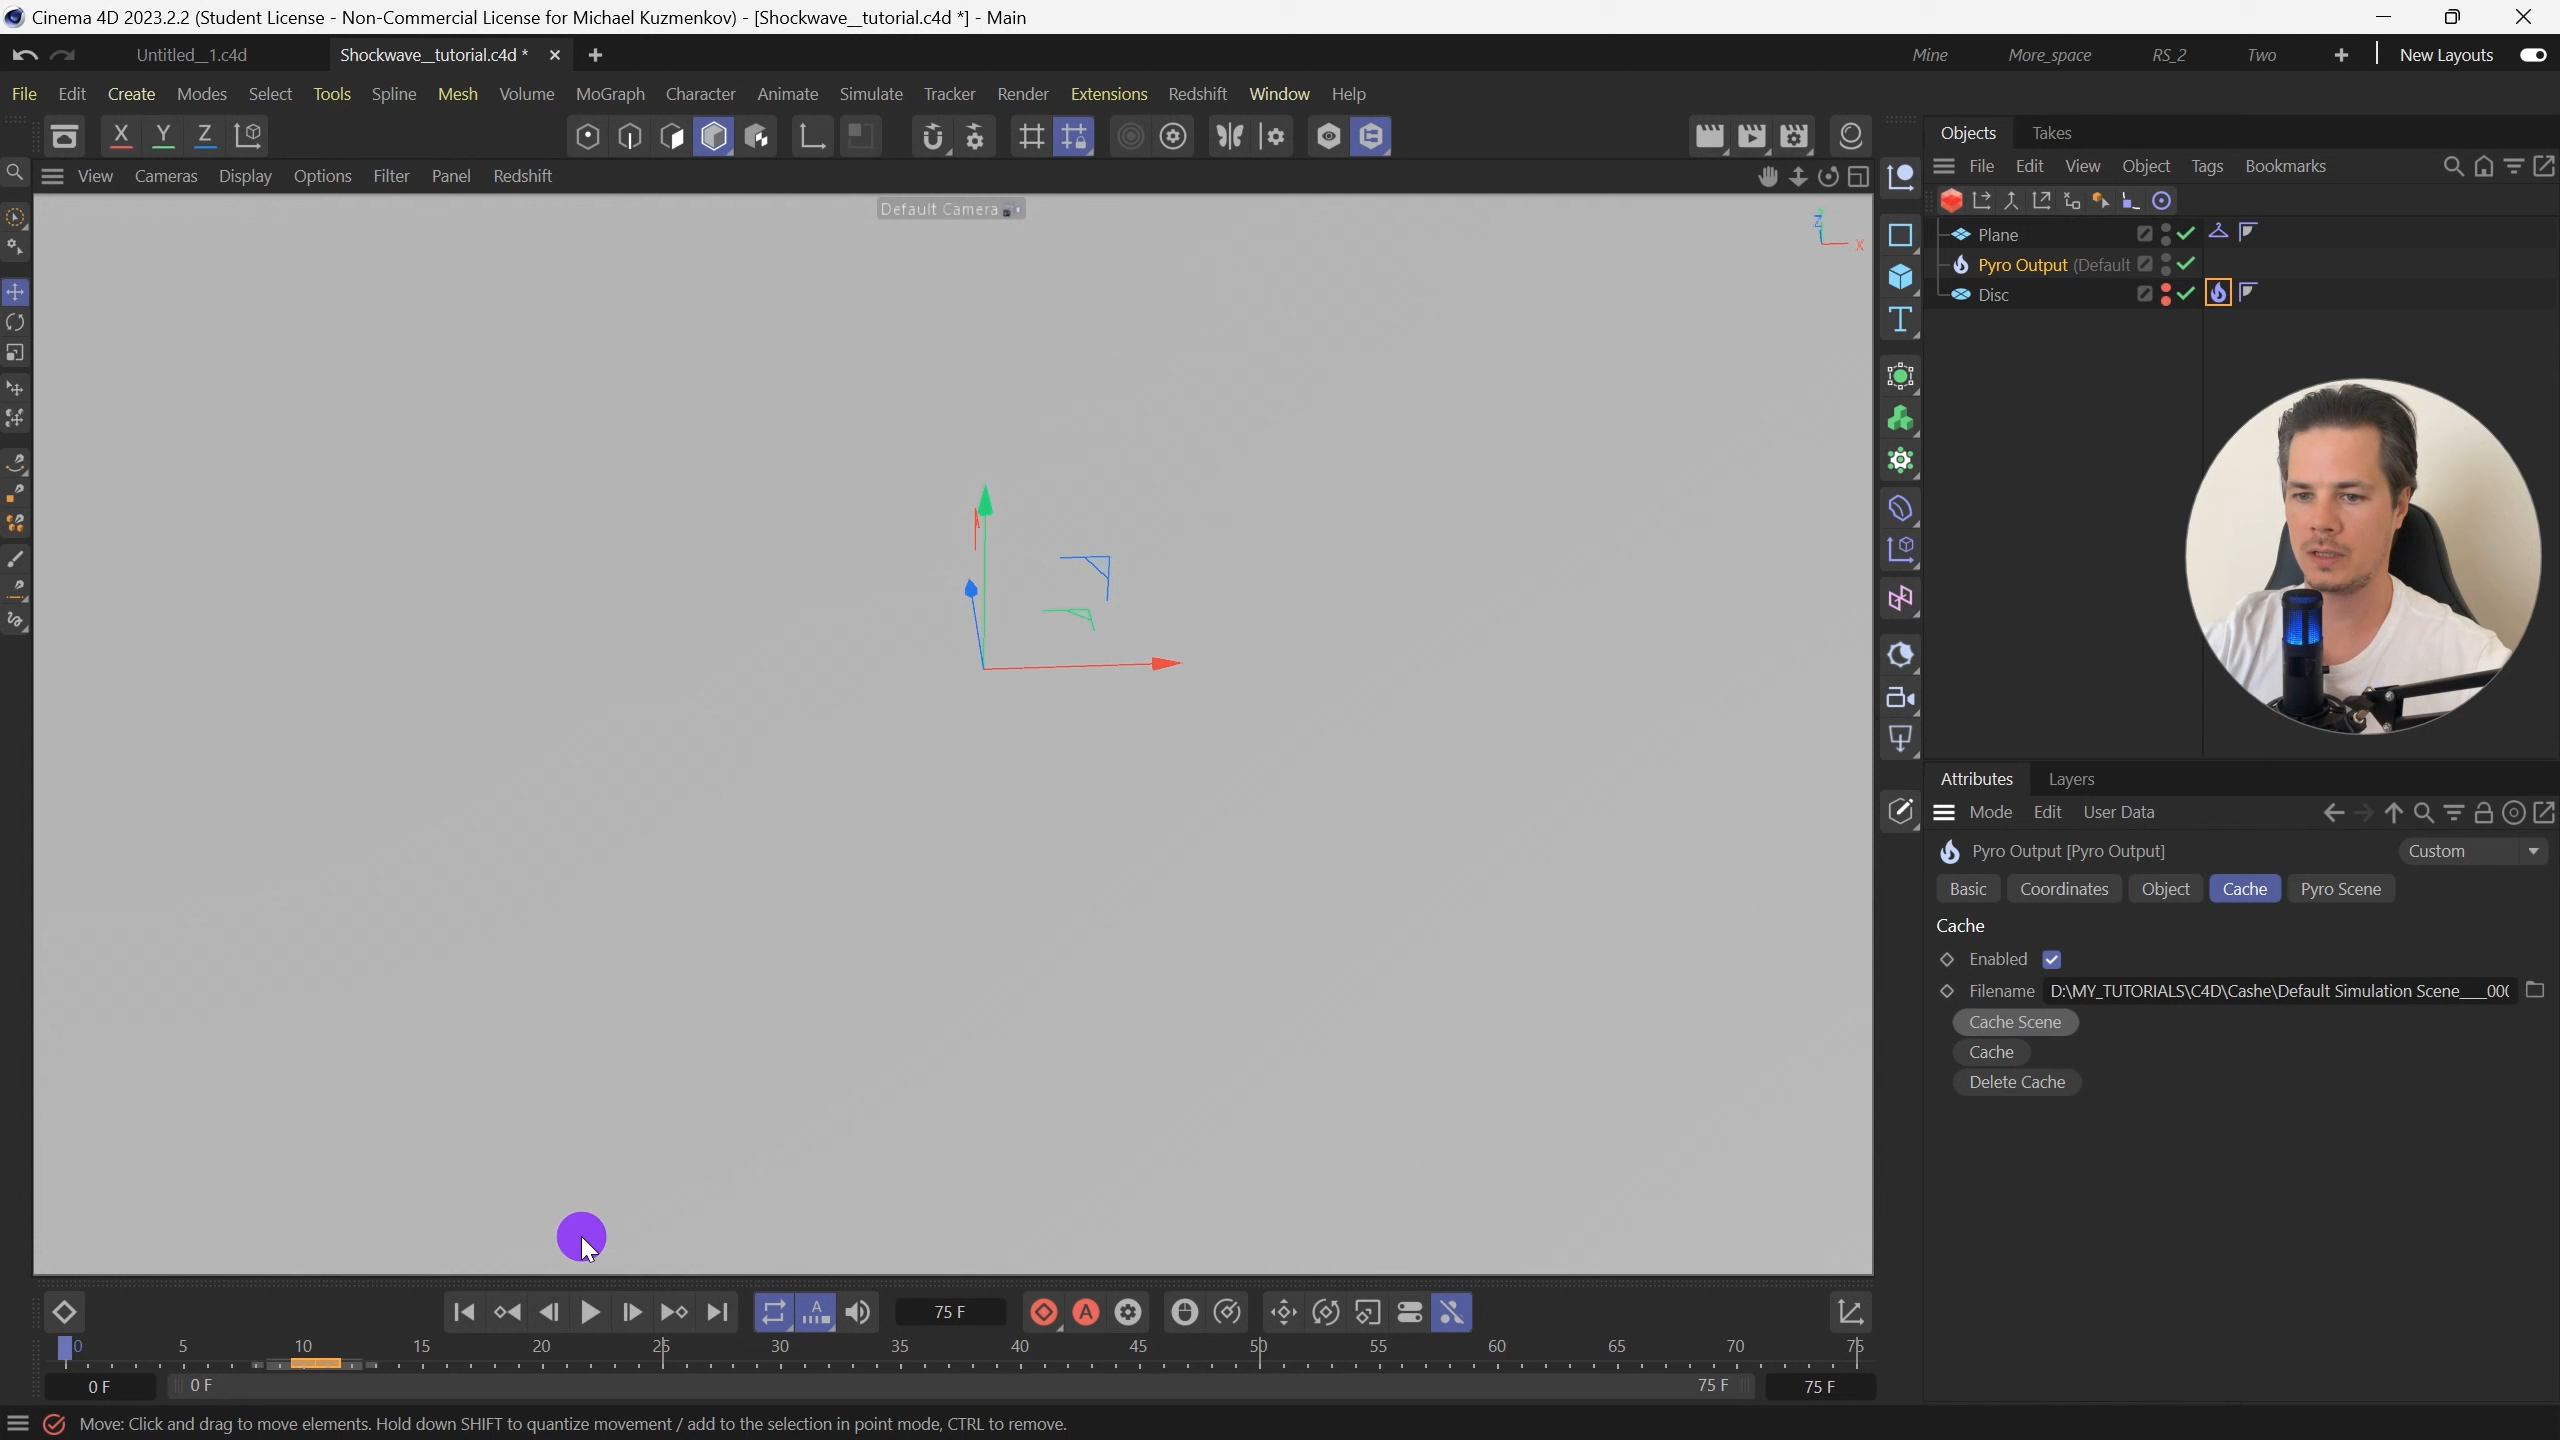 Cinema 4D 2023.2.2 (Student License - Non-Commercial License for Michael Kuzmenkov) - [Shockwave__tutorial.c4d *] - Main
Untitled__1.c4d
Shockwave__tutorial.c4d *
Mine
More_space
RS_2
Two
New Layouts
File Edit Create Modes Select Tools Spline Mesh Volume MoGraph Character Animate Simulate Tracker Render Extensions Redshift Window Help
X Y Z
View Cameras Display Options Filter Panel Redshift
Default Camera
Z
X
Objects Takes
File Edit View Object Tags Bookmarks
Plane
Pyro Output (Default
Disc
Attributes Layers
Mode Edit User Data
Pyro Output [Pyro Output]
Custom
Basic Coordinates Object Cache Pyro Scene
Cache
Enabled
Filename D:\MY_TUTORIALS\C4D\Cashe\Default Simulation Scene___00(
Cache Scene
Cache
Delete Cache
A
75 F
A
0 5 10 15 20 25 30 35 40 45 50 55 60 65 70 75
0 F
0 F
75 F
75 F
Move: Click and drag to move elements. Hold down SHIFT to quantize movement / add to the selection in point mode, CTRL to remove.